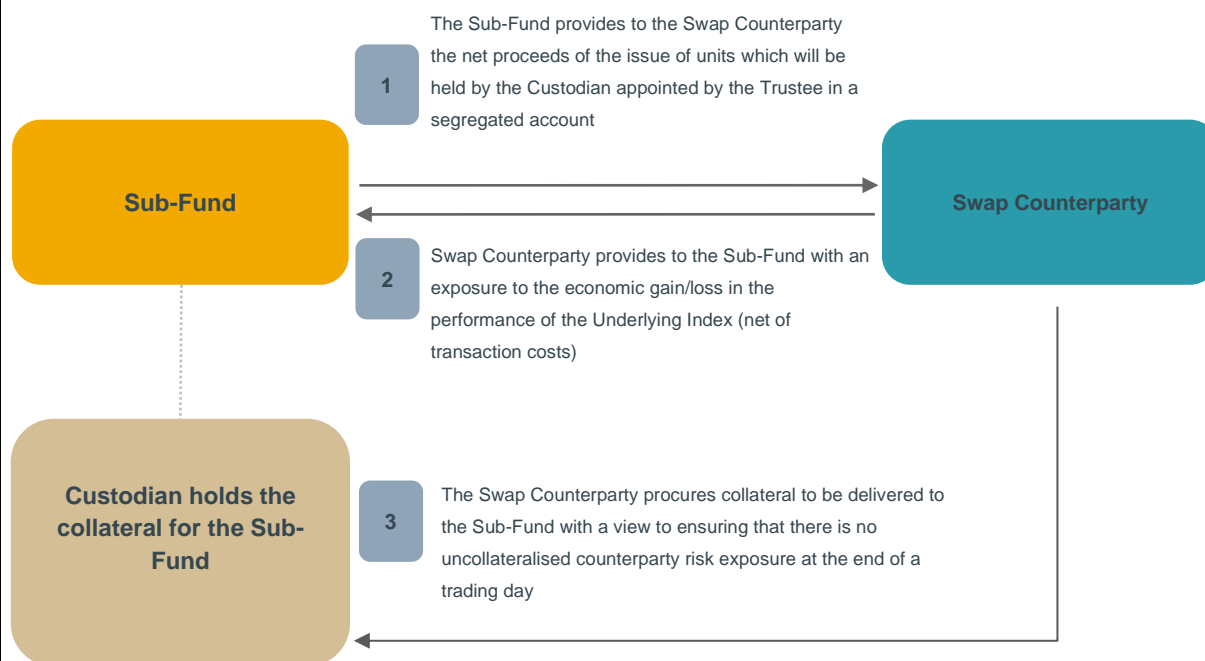 The Sub-Fund provides to the Swap Counterparty
the net proceeds of the issue of units which will be
held by the Custodian appointed by the Trustee in a
segregated account
1
Sub-Fund
Swap Counterparty
2
Swap Counterparty provides to the Sub-Fund with an
exposure to the economic gain/loss in the
performance of the Underlying Index (net of
transaction costs)
Custodian holds the
collateral for the Sub-
Fund
3
The Swap Counterparty procures collateral to be delivered to
the Sub-Fund with a view to ensuring that there is no
uncollateralised counterparty risk exposure at the end of a
trading day